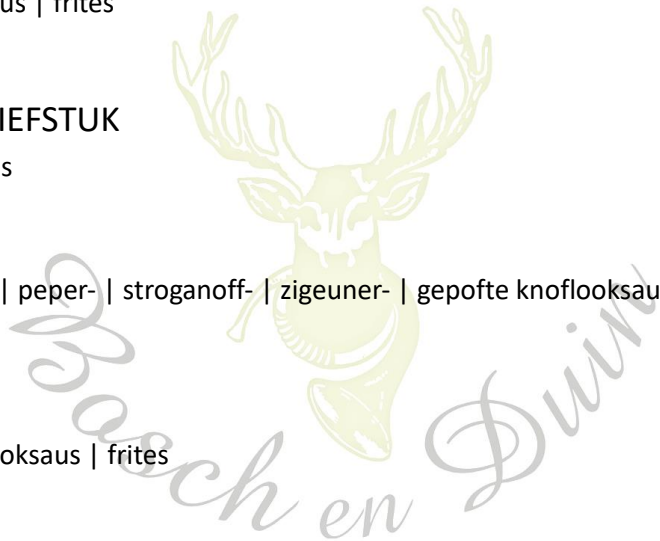 us | frites
IEFSTUK
s
| peper- | stroganoff- | zigeuner- | gepofte knoflooksau
oksaus | frites
Bosch en Duin